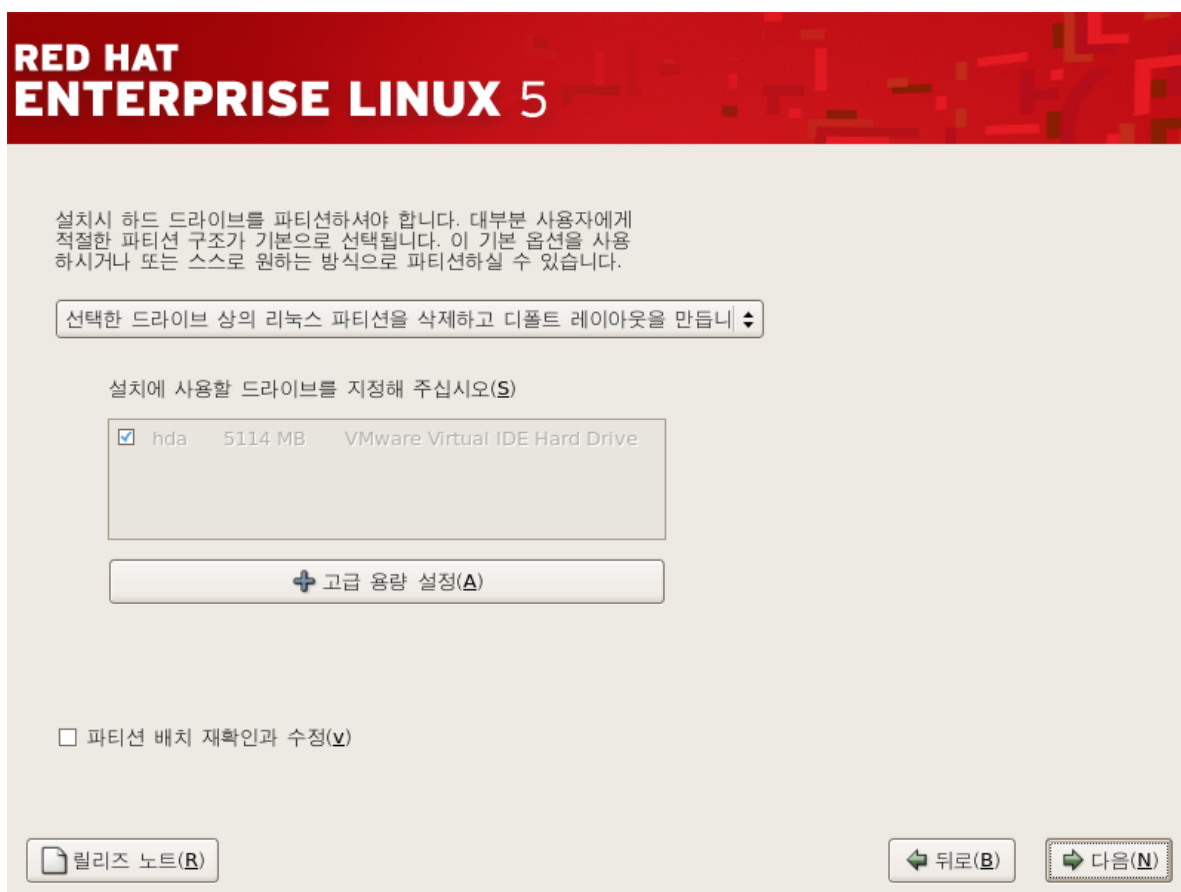 RED HAT
ENTERPRISE LINUX 5
설치시 하드 드라이브를 파티션하셔야 합니다. 대부분 사용자에게
적절한 파티션 구조가 기본으로 선택됩니다. 이 기본 옵션을 사용
하시거나 또는 스스로 원하는 방식으로 파티션하실 수 있습니다.
선택한 드라이브 상의 리눅스 파티션을 삭제하고 디폴트 레이아웃을 만듭니
설치에 사용할 드라이브를 지정해 주십시오(S)
hda 5114 MB VMware Virtual IDE Hard Drive
고급 용량 설정(A)
파티션 배치 재확인과 수정(v)
릴리즈 노트(R) 뒤로(B) 다음(N)